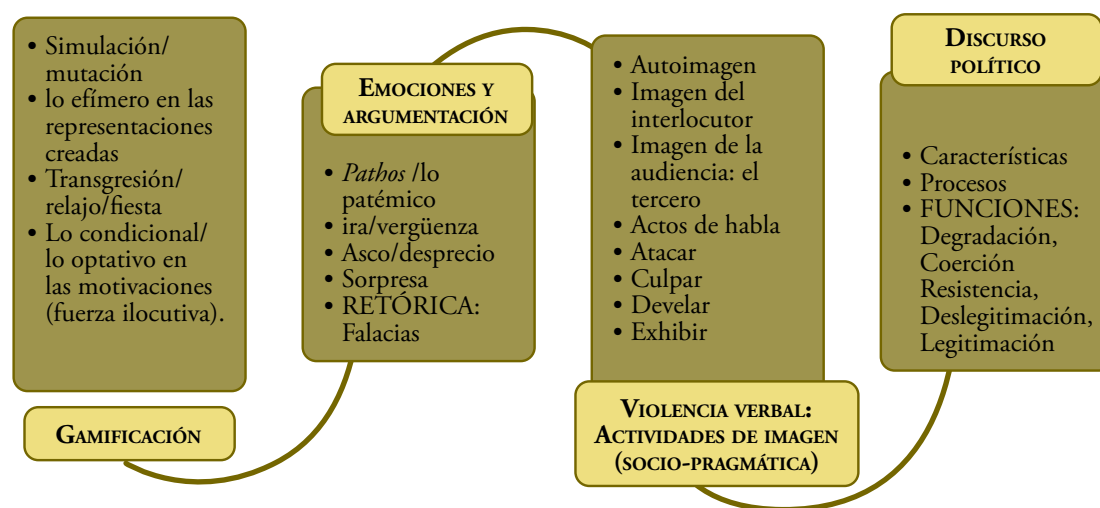 • Simulación/
mutación
• lo efímero en las
representaciones
creadas
• Transgresión/
relajo/fiesta
• Lo condicional/
lo optativo en
las motivaciones
(fuerza ilocutiva).
Gamificación
Emociones y
argumentación
• Pathos /lo
patémico
• ira/vergüenza
• Asco/desprecio
• Sorpresa
• RETÓRICA:
Falacias
• Autoimagen
• Imagen del
interlocutor
• Imagen de la
audiencia: el
tercero
• Actos de habla
• Atacar
• Culpar
• Develar
• Exhibir
Violencia verbal:
Actividades de imagen
(socio-pragmática)
Discurso
político
• Características
• Procesos
• FUNCIONES:
Degradación,
Coerción
Resistencia,
Deslegitimación,
Legitimación